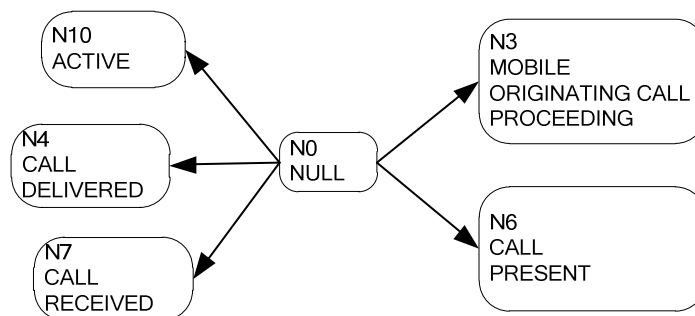 N10
ACTIVE
N4
CALL
DELIVERED
N7
CALL
RECEIVED
N0
NULL
N3
MOBILE
ORIGINATING CALL
PROCEEDING
N6
CALL
PRESENT